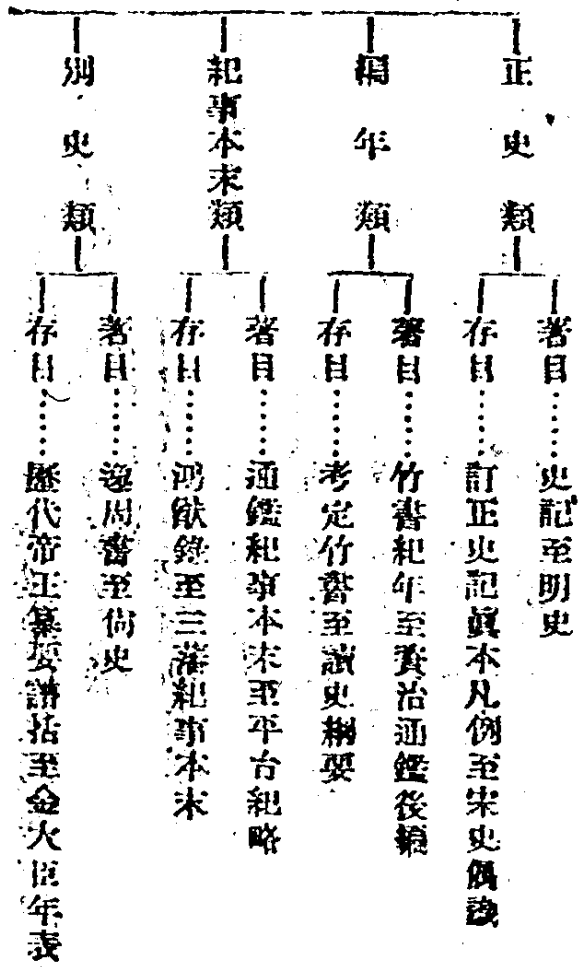 正史類
著目……史記至明史
存目……訂正史記眞本凡例至宋史偶識
編年類
著目……竹書紀年至資治通鑑後編
存目……考定竹書至讀史綱要
紀事本末類
著目……通鑑紀事本末至平台紀略
存目……鴻猷錄至三藩紀事本末
別史類
著目……逸周書至尙史
存目……歷代帝王纂要譜括至金大臣年表